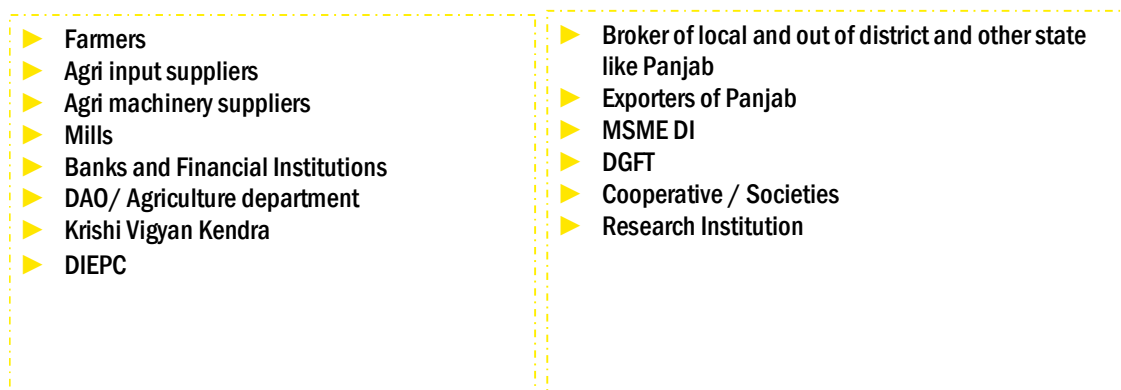 Farmers
Agri input suppliers
Agri machinery suppliers
Mills
Banks and Financial Institutions
DAO/ Agriculture department
Krishi Vigyan Kendra
DIEPC
Broker of local and out of district and other state
like Panjab
Exporters of Panjab
MSME DI
DGFT
Cooperative / Societies
Research Institution